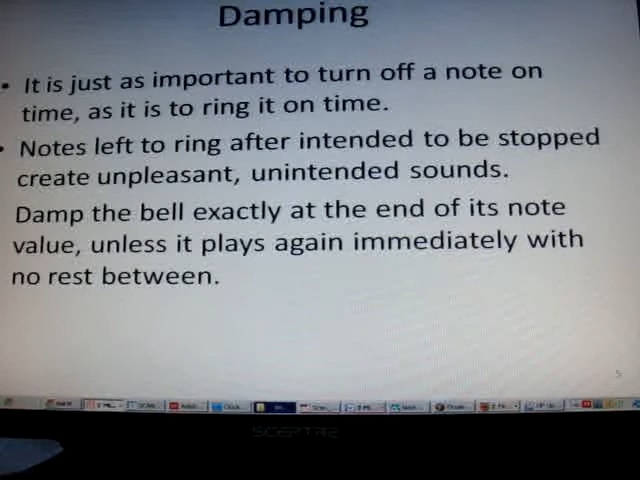 Damping
• It is just as important to turn off a note on
time, as it is to ring it on time.
• Notes left to ring after intended to be stopped
create unpleasant, unintended sounds.
Damp the bell exactly at the end of its note
value, unless it plays again immediately with
no rest between.
5
SCEPTRE